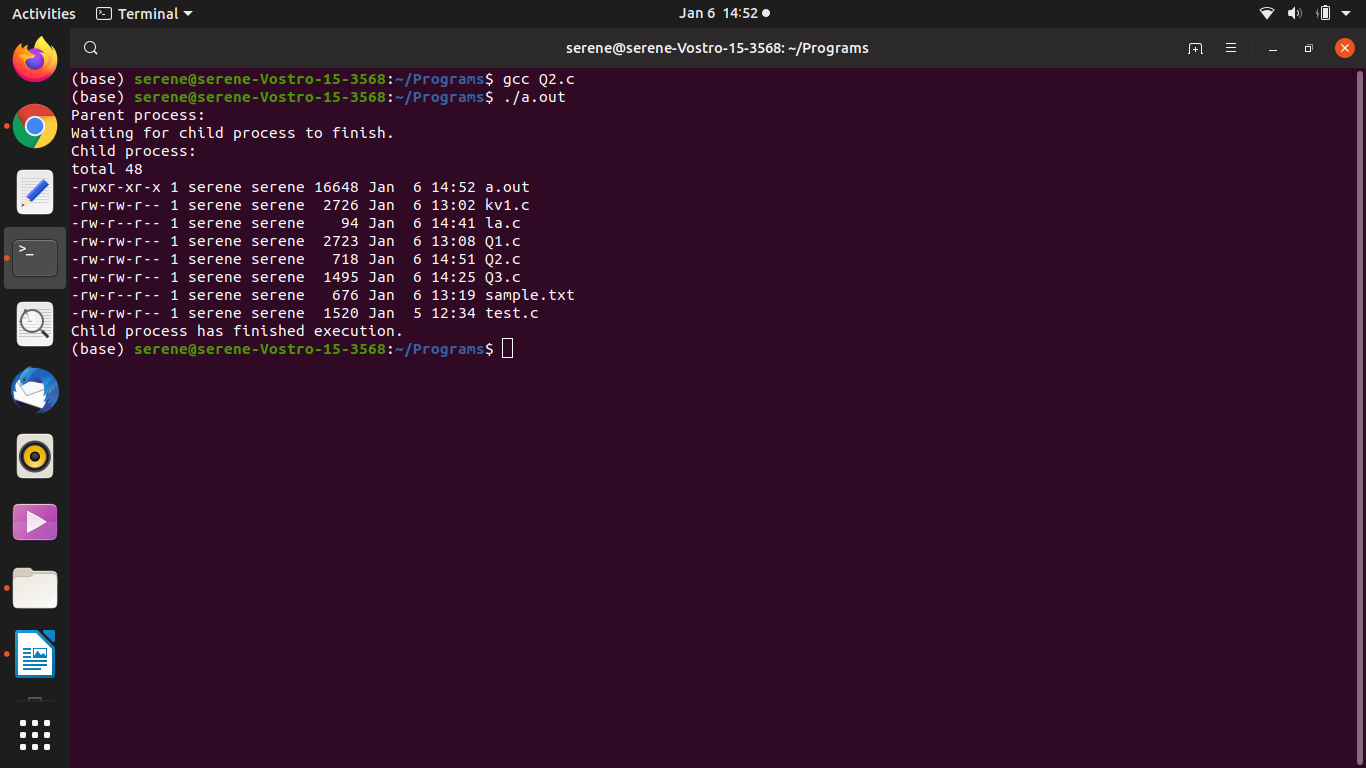 Activities Terminal Jan 6 14:52
serene@serene-Vostro-15-3568: ~/Programs
(base) serene@serene-Vostro-15-3568:~/Programs$ gcc Q2.c
(base) serene@serene-Vostro-15-3568:~/Programs$ ./a.out
Parent process:
Waiting for child process to finish.
Child process:
total 48
-rwxr-xr-x 1 serene serene 16648 Jan  6 14:52 a.out
-rw-rw-r-- 1 serene serene  2726 Jan  6 13:02 kv1.c
-rw-r--r-- 1 serene serene    94 Jan  6 14:41 la.c
-rw-rw-r-- 1 serene serene  2723 Jan  6 13:08 Q1.c
-rw-rw-r-- 1 serene serene   718 Jan  6 14:51 Q2.c
-rw-rw-r-- 1 serene serene  1495 Jan  6 14:25 Q3.c
-rw-r--r-- 1 serene serene   676 Jan  6 13:19 sample.txt
-rw-rw-r-- 1 serene serene  1520 Jan  5 12:34 test.c
Child process has finished execution.
(base) serene@serene-Vostro-15-3568:~/Programs$